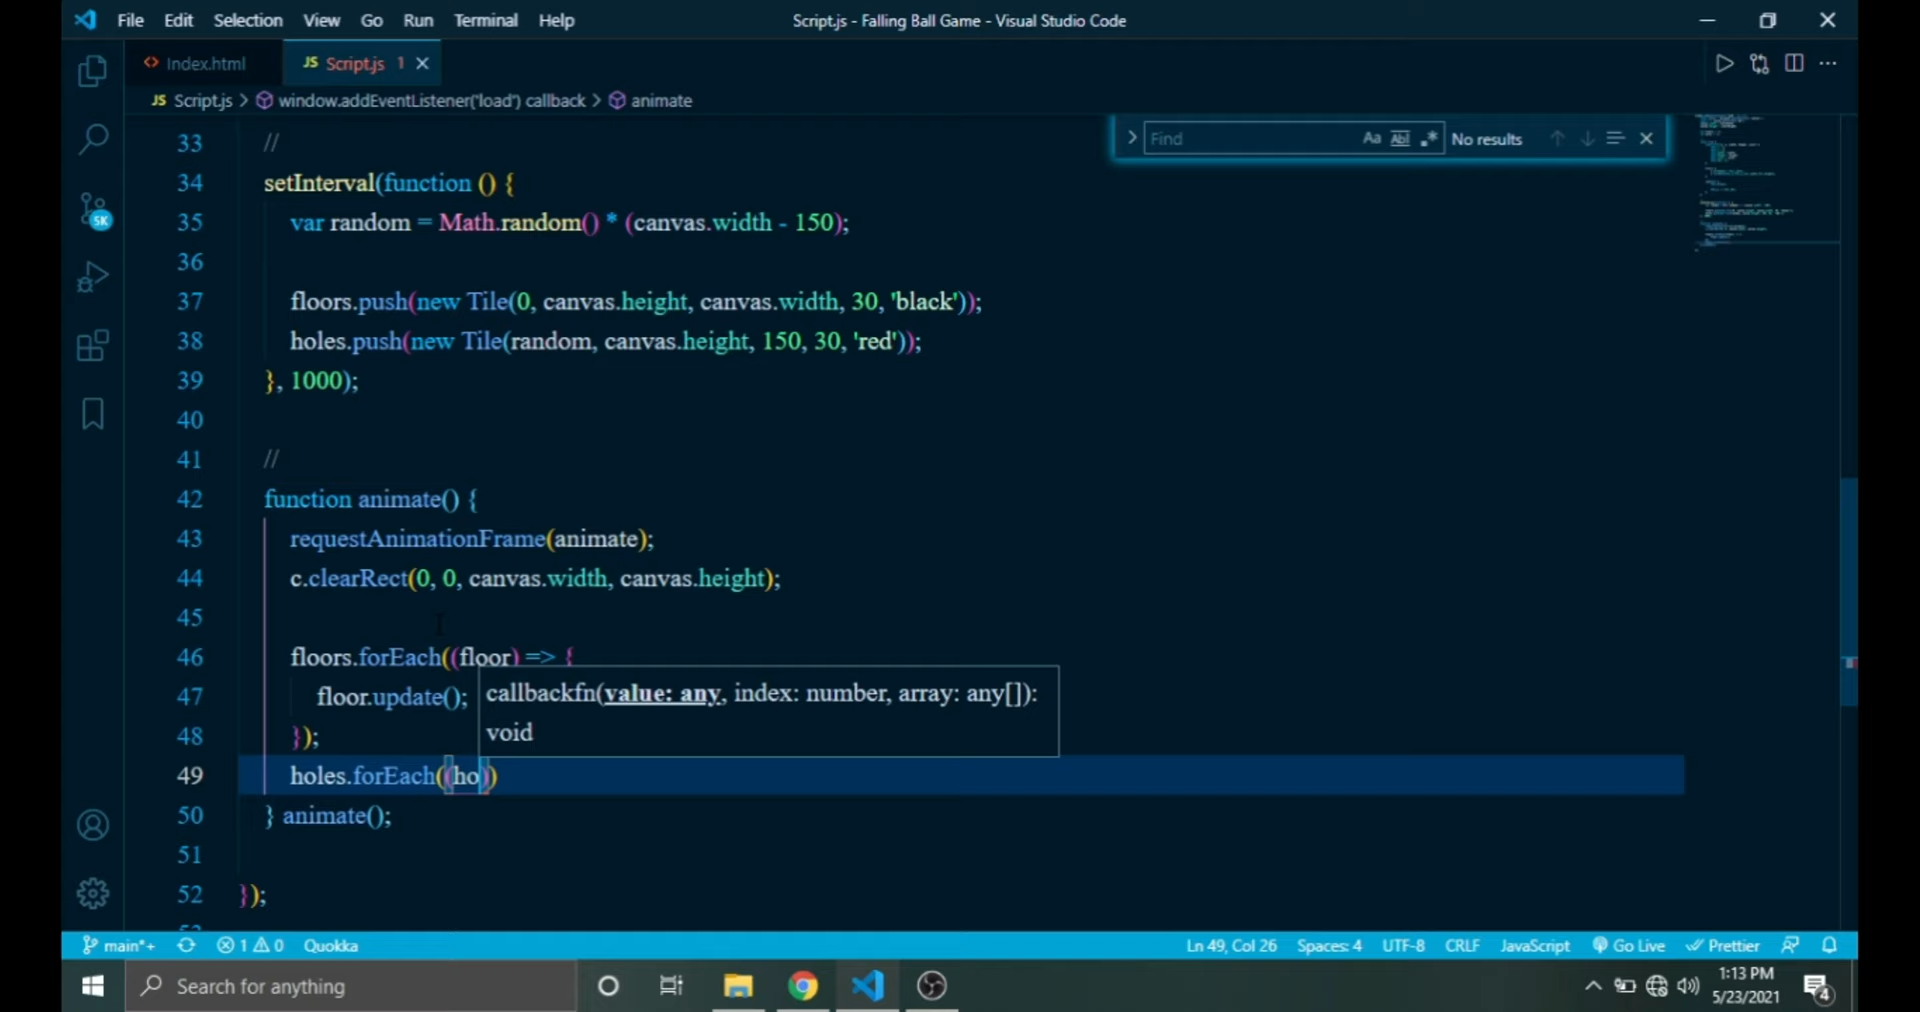 File Edit Selection View Go Run Terminal Help Script.js - Falling Ball Game - Visual Studio Code
<> Index.html JS Script.js 1
JS Script.js > window.addEventListener('load') callback > animate
Find Aa Abl .* No results
33 //
34 setInterval(function () {
35 var random = Math.random() * (canvas.width - 150);
36
37 floors.push(new Tile(0, canvas.height, canvas.width, 30, 'black'));
38 holes.push(new Tile(random, canvas.height, 150, 30, 'red'));
39 }, 1000);
40
41 //
42 function animate() {
43 requestAnimationFrame(animate);
44 c.clearRect(0, 0, canvas.width, canvas.height);
45
46 floors.forEach((floor) => {
47 floor.update();
callbackfn(value: any, index: number, array: any[]):
void
48 });
49 holes.forEach((ho))
50 } animate();
51
52 });
5K
main*+ 1 0 Quokka Ln 49, Col 26 Spaces: 4 UTF-8 CRLF JavaScript Go Live Prettier
Search for anything
1:13 PM
5/23/2021
4